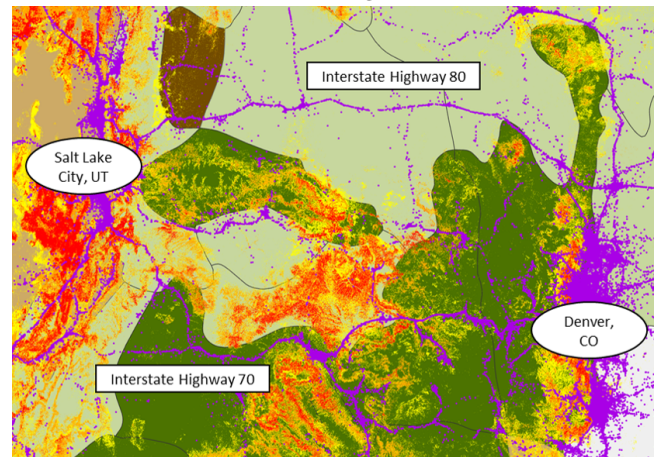 Interstate Highway 80
Salt Lake
City, UT
Denver,
CO
Interstate Highway 70